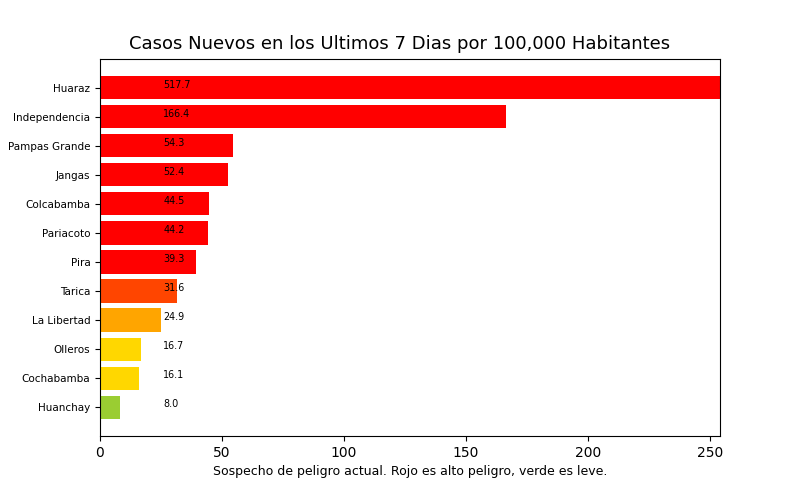 Casos Nuevos en los Ultimos 7 Dias por 100,000 Habitantes
Huaraz 517.7
Independencia 166.4
Pampas Grande 54.3
Jangas 52.4
Colcabamba 44.5
Pariacoto 44.2
Pira 39.3
Tarica 31.6
La Libertad 24.9
Olleros 16.7
Cochabamba 16.1
Huanchay 8.0
0 50 100 150 200 250
Sospecho de peligro actual. Rojo es alto peligro, verde es leve.